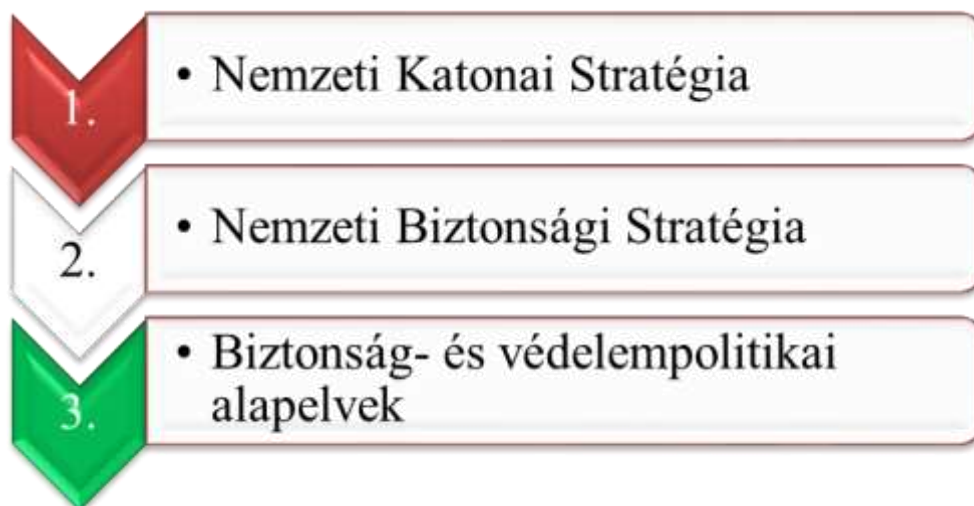 1.
• Nemzeti Katonai Stratégia
2.
• Nemzeti Biztonsági Stratégia
3.
• Biztonság- és védelempolitikai
alapelvek